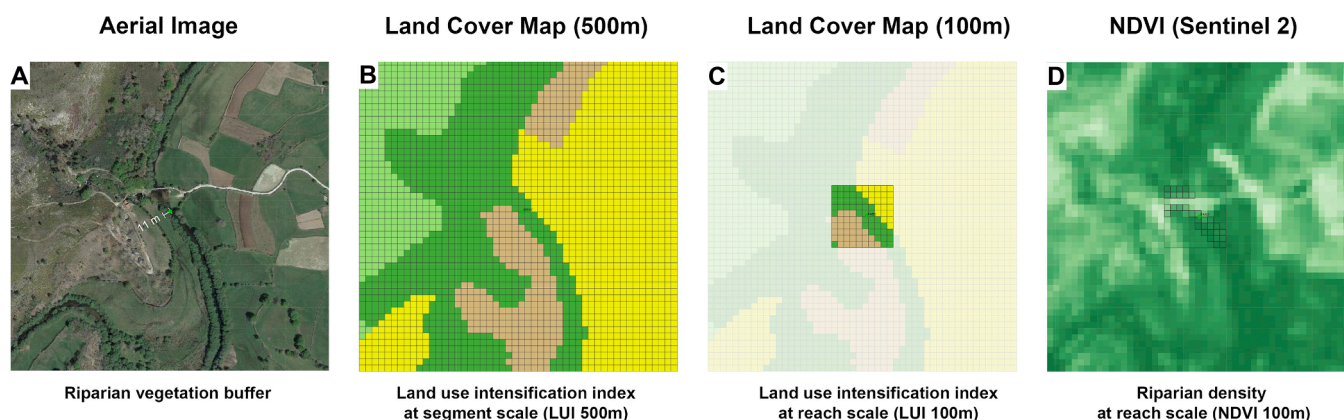 Aerial Image
Land Cover Map (500m)
Land Cover Map (100m)
NDVI (Sentinel 2)
A
B
C
D
11 m
Riparian vegetation buffer
Land use intensification index
at segment scale (LUI 500m)
Land use intensification index
at reach scale (LUI 100m)
Riparian density
at reach scale (NDVI 100m)